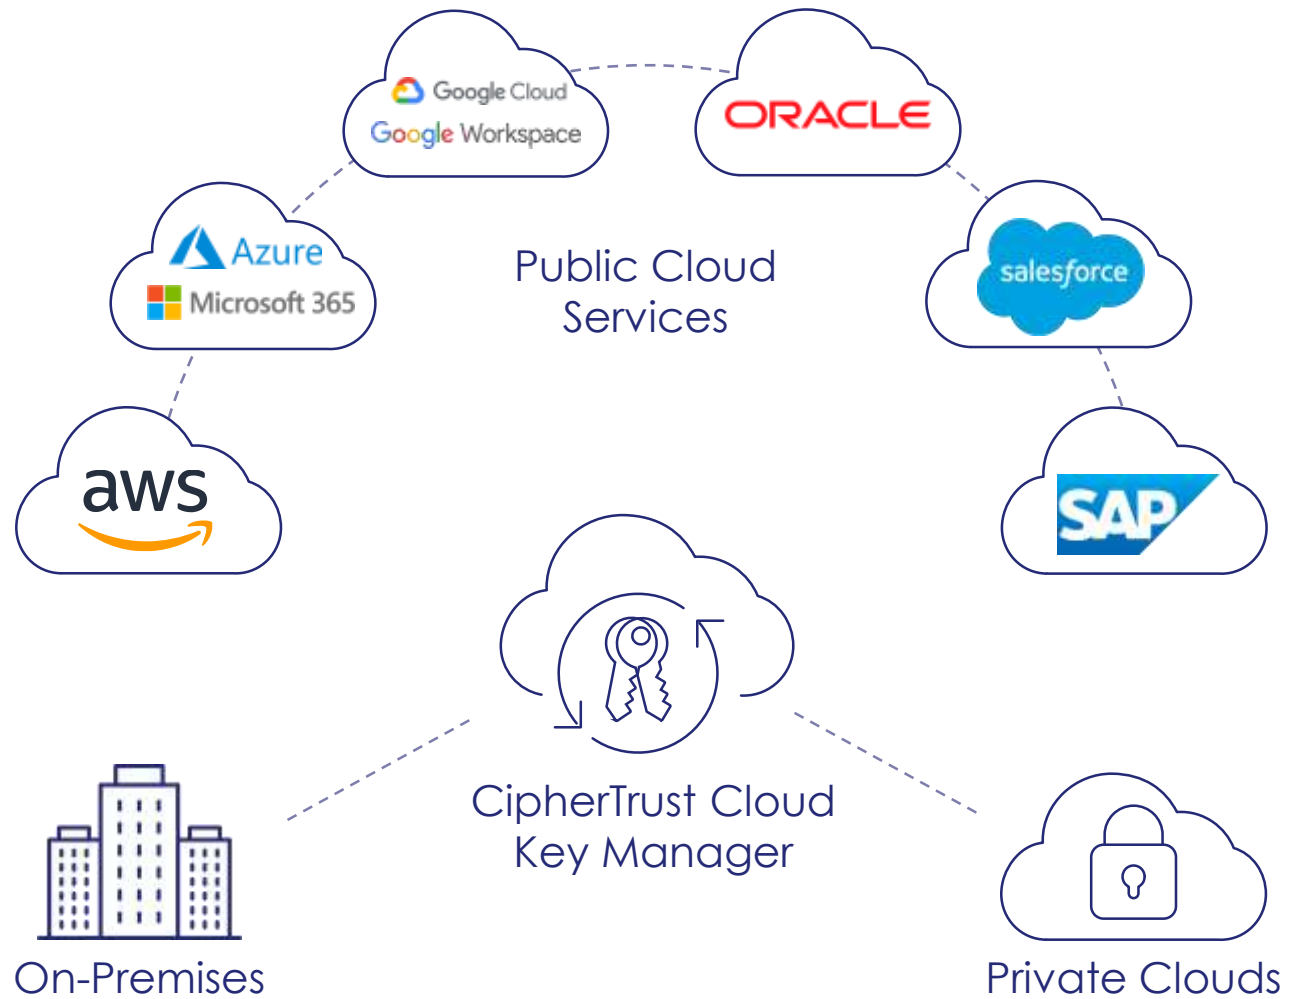 Google Cloud
Google Workspace
ORACLE
Azure
Microsoft 365
Public Cloud
Services
salesforce
aws
SAP
CipherTrust Cloud
Key Manager
On-Premises
Private Clouds